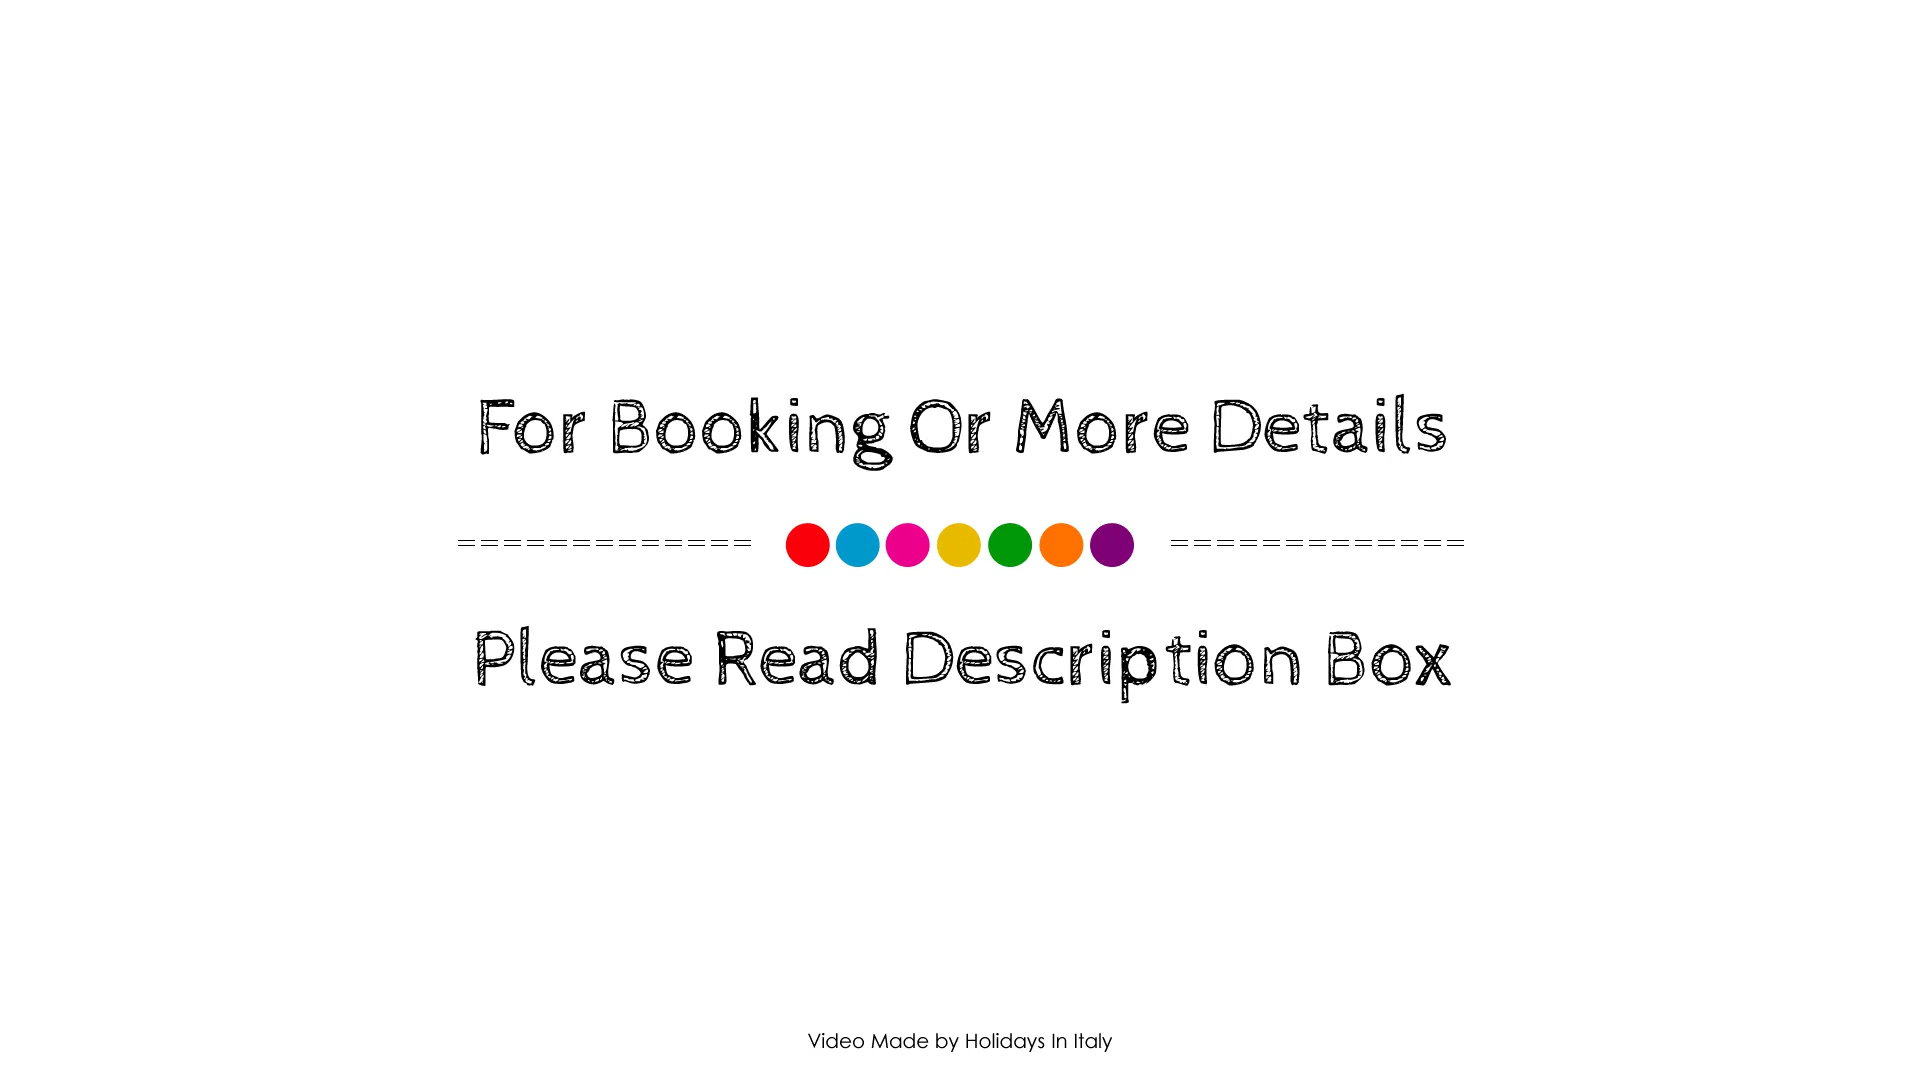 For Booking Or More Details
============= =============
Please Read Description Box
Video Made by Holidays In Italy